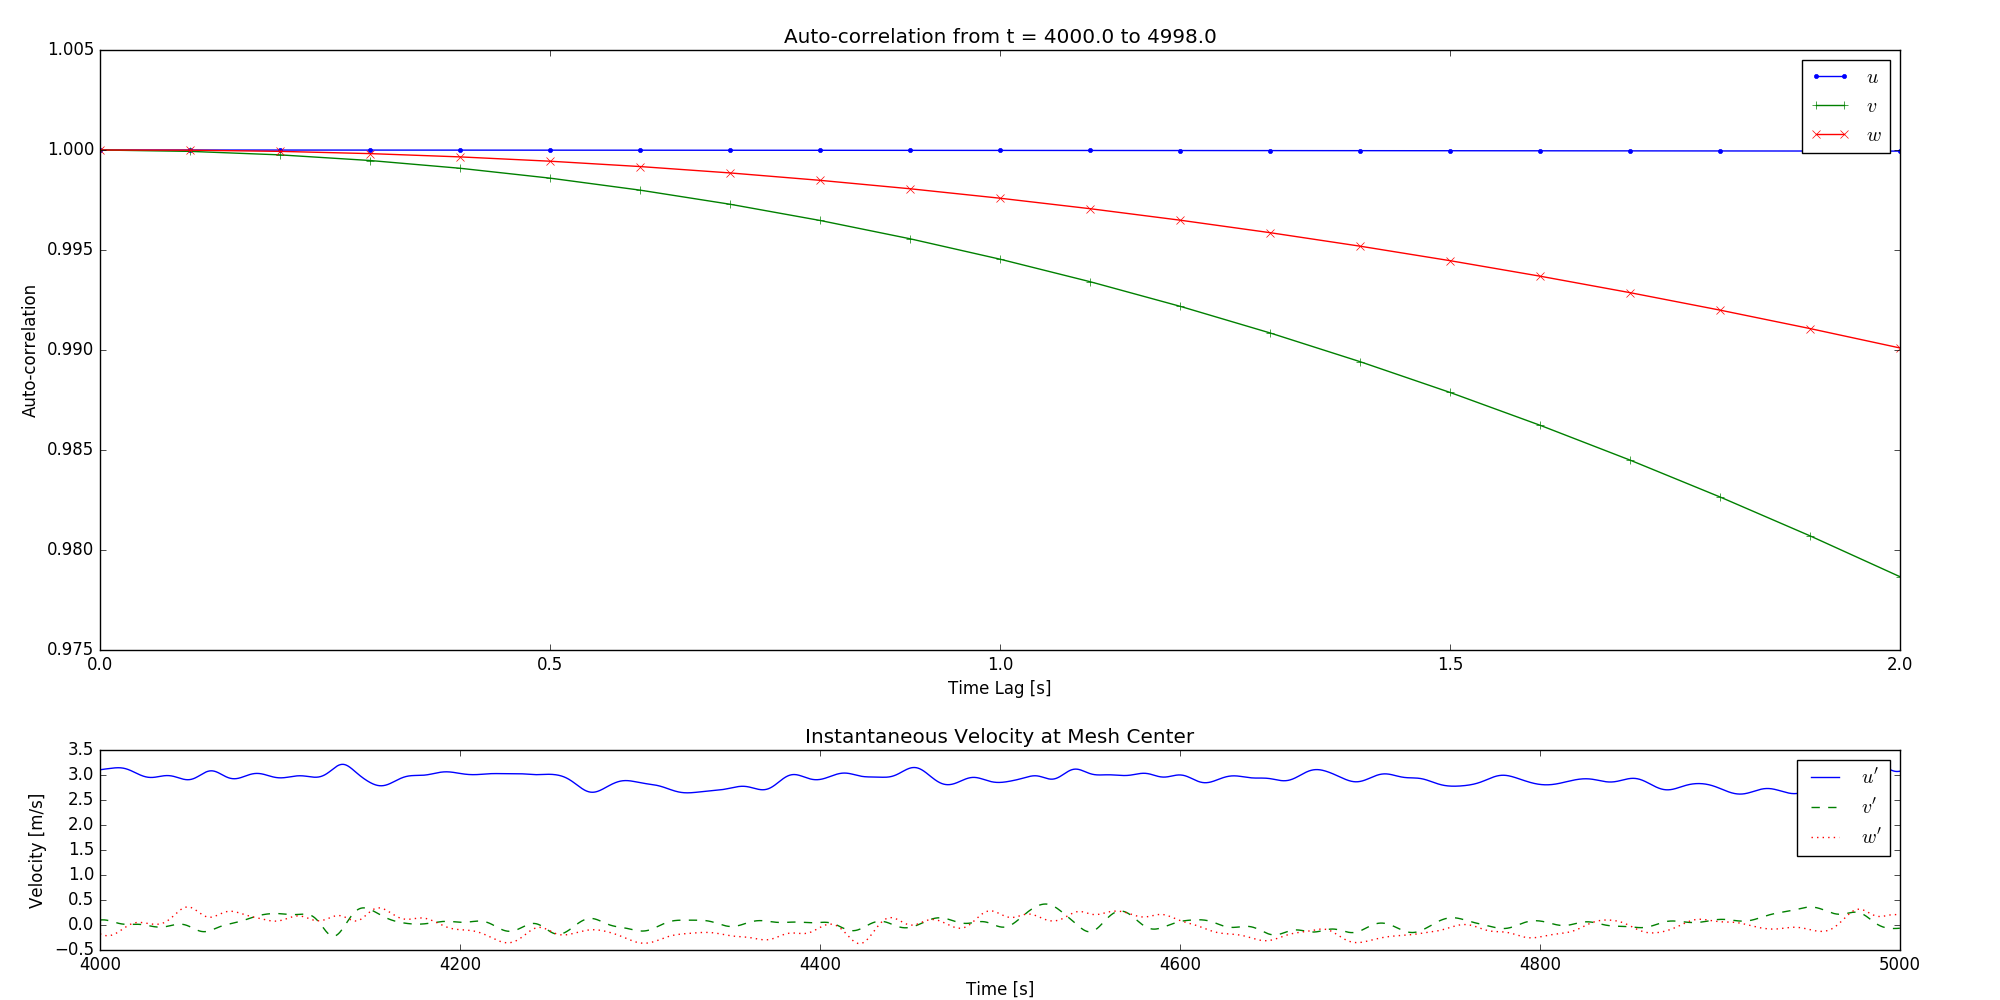 Auto-correlation from t = 4000.0 to 4998.0
1.005
1.000
0.995
0.990
0.985
0.980
0.975
Auto-correlation
u
v
w
0.0 0.5 1.0 1.5 2.0
Time Lag [s]
Instantaneous Velocity at Mesh Center
3.5
3.0
2.5
2.0
1.5
1.0
0.5
0.0
−0.5
Velocity [m/s]
u′
v′
w′
4000 4200 4400 4600 4800 5000
Time [s]